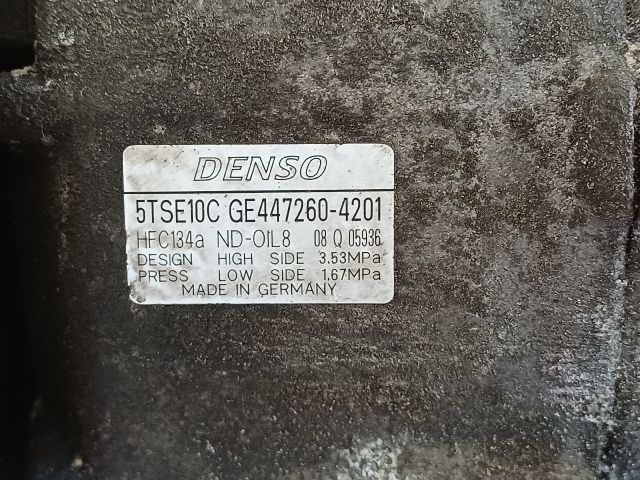 DENSO
5TSE10C GE447260-4201
HFC134a ND-OIL8 08 Q 05936
DESIGN HIGH SIDE 3.53MPa
PRESS LOW SIDE 1.67MPa
MADE IN GERMANY